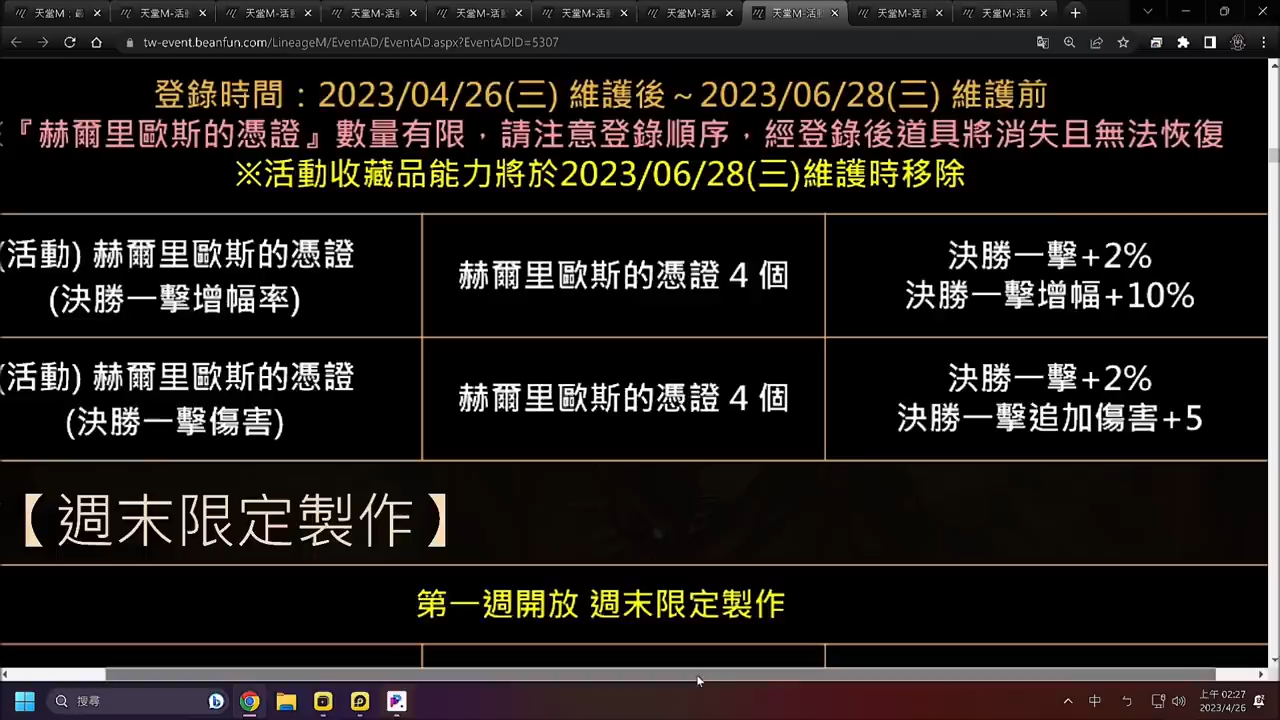 天堂M：最
天堂M-活動
天堂M-活動
天堂M-活動
天堂M-活動
天堂M-活動
天堂M-活動
天堂M-活動
天堂M-活動
天堂M-活動
tw-event.beanfun.com/LineageM/EventAD/EventAD.aspx?EventADID=5307
登錄時間：2023/04/26(三) 維護後～2023/06/28(三) 維護前
※『赫爾里歐斯的憑證』數量有限，請注意登錄順序，經登錄後道具將消失且無法恢復
※活動收藏品能力將於2023/06/28(三)維護時移除
(活動) 赫爾里歐斯的憑證
(決勝一擊增幅率)
赫爾里歐斯的憑證 4 個
決勝一擊+2%
決勝一擊增幅+10%
(活動) 赫爾里歐斯的憑證
(決勝一擊傷害)
赫爾里歐斯的憑證 4 個
決勝一擊+2%
決勝一擊追加傷害+5
【週末限定製作】
第一週開放 週末限定製作
搜尋
中
上午 02:27
2023/4/26